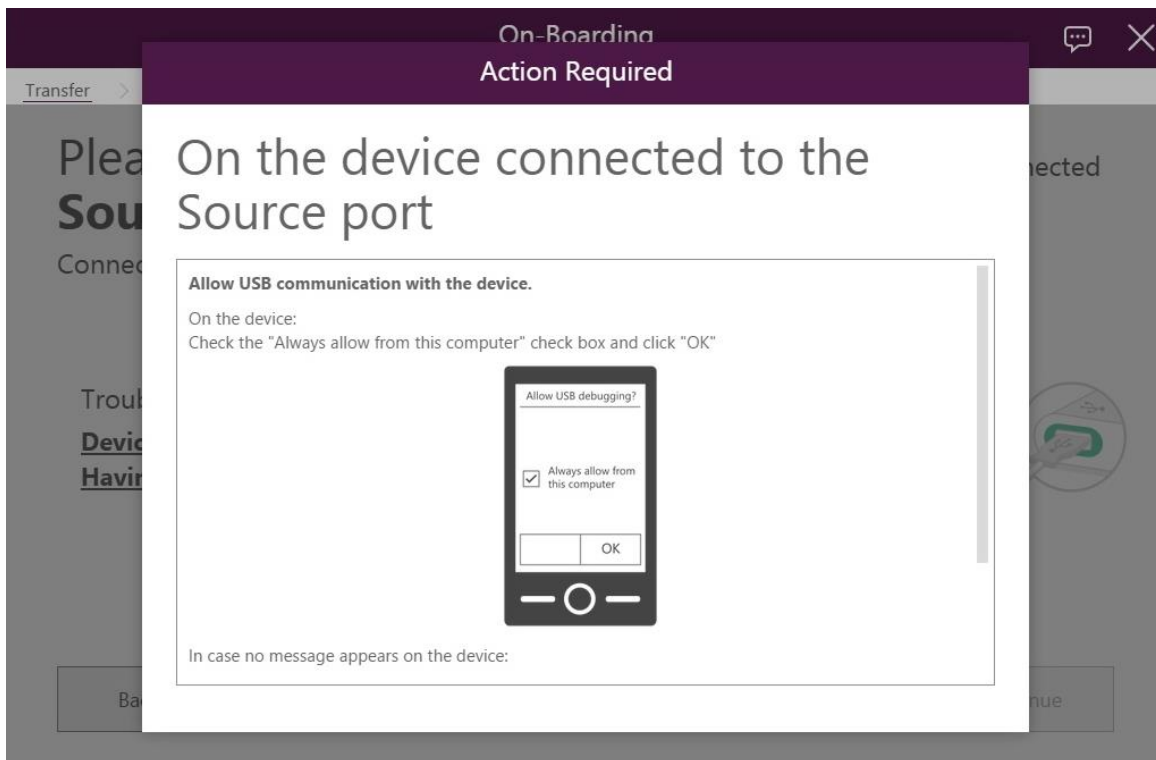 On-Boarding
Action Required
Transfer
Plea
Sou
Connec
nected
On the device connected to the
Source port
Allow USB communication with the device.
On the device:
Check the "Always allow from this computer" check box and click "OK"
Allow USB debugging?
Always allow from
this computer
OK
In case no message appears on the device:
Troub
Devic
Havin
Ba
nue